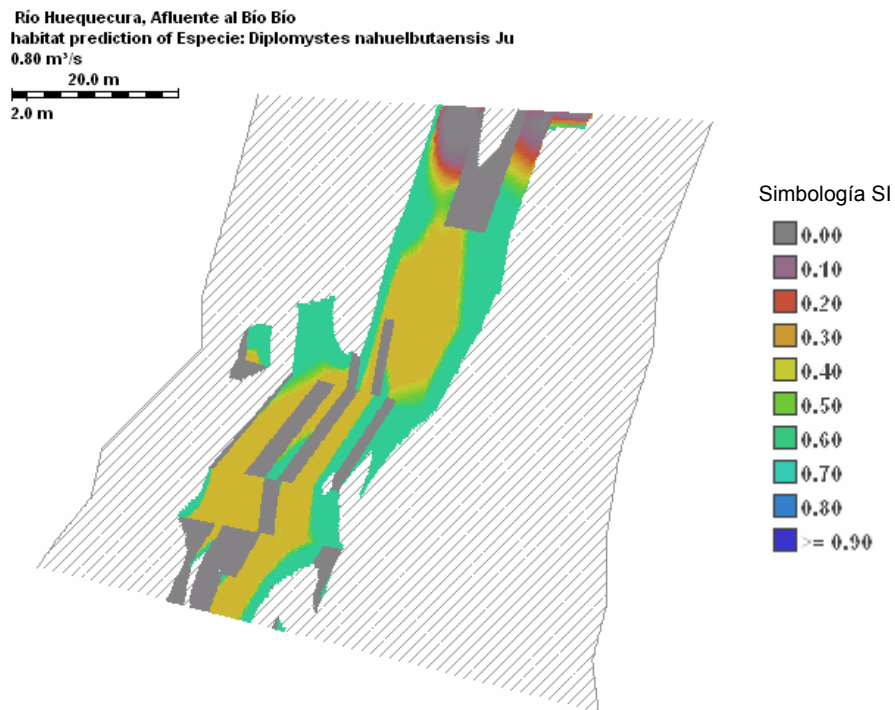 Río Huequecura, Afluente al Bío Bío
habitat prediction of Especie: Diplomystes nahuelbutaensis Ju
0.80 m³/s
20.0 m
2.0 m
Simbología SI
0.00
0.10
0.20
0.30
0.40
0.50
0.60
0.70
0.80
>= 0.90